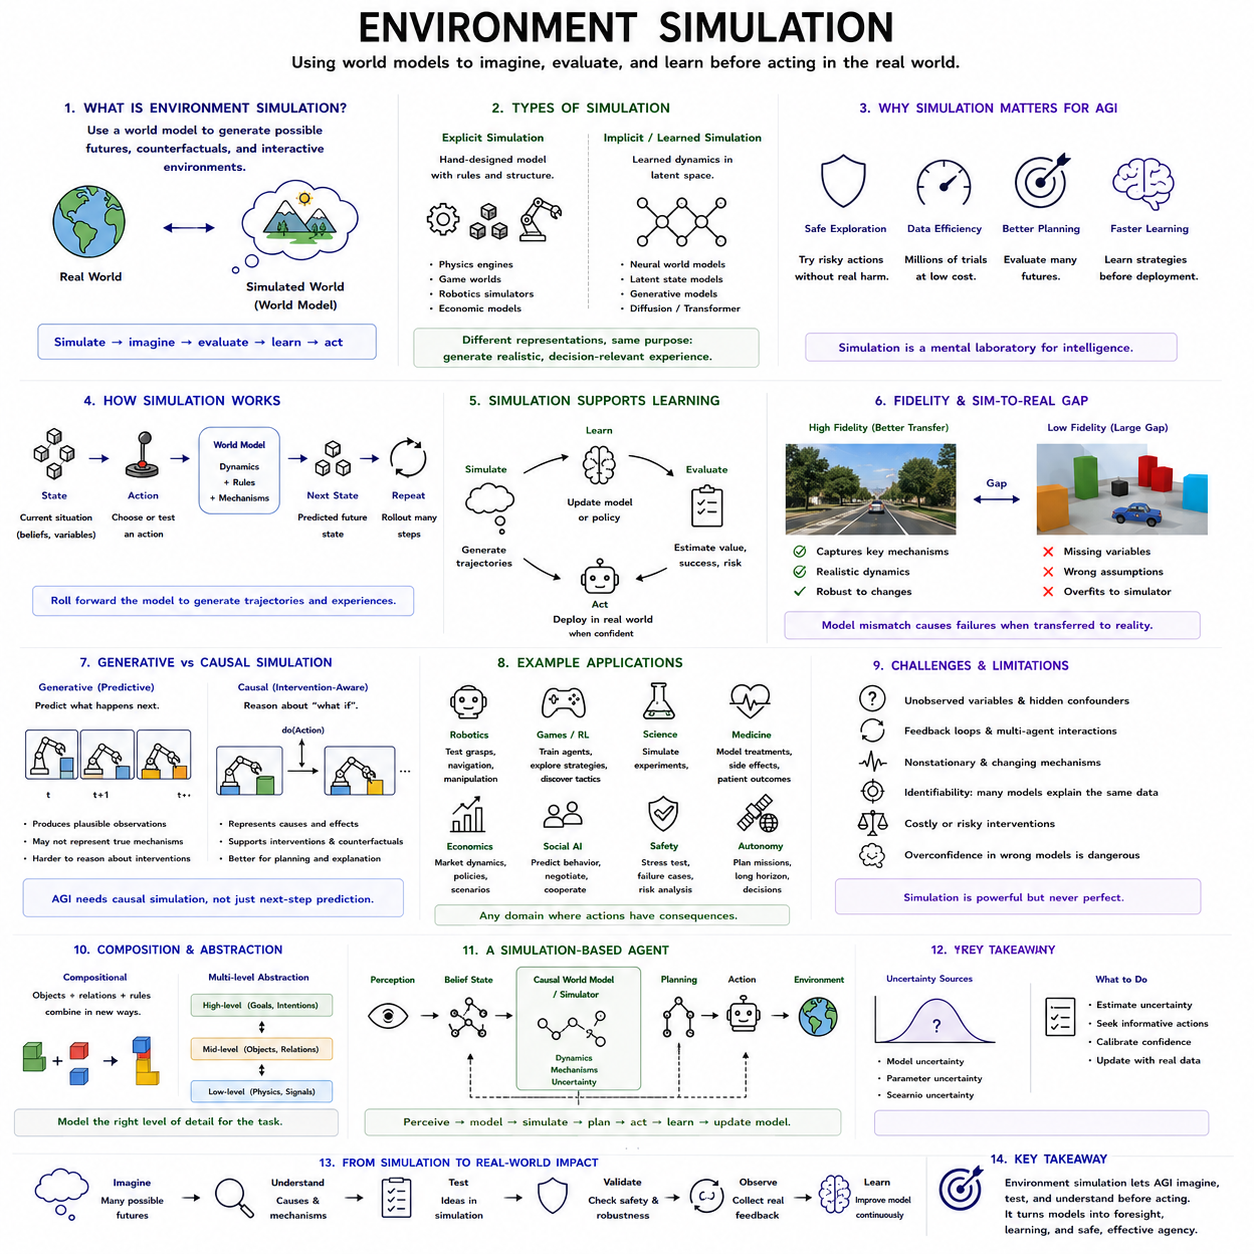 ENVIRONMENT SIMULATION
Using world models to imagine, evaluate, and learn before acting in the real world.
1. WHAT IS ENVIRONMENT SIMULATION?
Use a world model to generate possible
futures, counterfactuals, and interactive
environments.
Real World
Simulated World
(World Model)
Simulate → imagine → evaluate → learn → act
2. TYPES OF SIMULATION
Explicit Simulation
Hand-designed model
with rules and structure.
• Physics engines
• Game worlds
• Robotics simulators
• Economic models
Implicit / Learned Simulation
Learned dynamics in
latent space.
• Neural world models
• Latent state models
• Generative models
• Diffusion / Transformer
Different representations, same purpose:
generate realistic, decision-relevant experience.
3. WHY SIMULATION MATTERS FOR AGI
Safe Exploration
Try risky actions
without real harm.
Data Efficiency
Millions of trials
at low cost.
Better Planning
Evaluate many
futures.
Faster Learning
Learn strategies
before deployment.
Simulation is a mental laboratory for intelligence.
4. HOW SIMULATION WORKS
State
Current situation
(beliefs, variables)
Action
Choose or test
an action
World Model
Dynamics
+ Rules
+ Mechanisms
Next State
Predicted future
state
Repeat
Rollout many
steps
Roll forward the model to generate trajectories and experiences.
5. SIMULATION SUPPORTS LEARNING
Learn
Update model
or policy
Simulate
Generate
trajectories
Evaluate
Estimate value,
success, risk
Act
Deploy in real world
when confident
6. FIDELITY & SIM-TO-REAL GAP
High Fidelity (Better Transfer)
Captures key mechanisms
Realistic dynamics
Robust to changes
Gap
Low Fidelity (Large Gap)
Missing variables
Wrong assumptions
Overfits to simulator
Model mismatch causes failures when transferred to reality.
7. GENERATIVE vs CAUSAL SIMULATION
Generative (Predictive)
Predict what happens next.
t
t+1
• Produces plausible observations
• May not represent true mechanisms
• Harder to reason about interventions
Causal (Intervention-Aware)
Reason about “what if”.
do(Action)
...
• Represents causes and effects
• Supports interventions & counterfactuals
• Better for planning and explanation
AGI needs causal simulation, not just next-step prediction.
8. EXAMPLE APPLICATIONS
Robotics
Test grasps,
navigation,
manipulation
Games / RL
Train agents,
explore strategies,
discover tactics
Science
Simulate
experiments,
Medicine
Model treatments,
side effects,
patient outcomes
Economics
Market dynamics,
policies,
scenarios
Social AI
Predict behavior,
negotiate,
cooperate
Safety
Stress test,
failure cases,
risk analysis
Autonomy
Plan missions,
long horizon,
decisions
Any domain where actions have consequences.
9. CHALLENGES & LIMITATIONS
?
Unobserved variables & hidden confounders
Feedback loops & multi-agent interactions
Nonstationary & changing mechanisms
Identifiability: many models explain the same data
Costly or risky interventions
Overconfidence in wrong models is dangerous
Simulation is powerful but never perfect.
10. COMPOSITION & ABSTRACTION
Compositional
Objects + relations + rules
combine in new ways.
+
Multi-level Abstraction
High-level (Goals, Intentions)
Mid-level (Objects, Relations)
Low-level (Physics, Signals)
Model the right level of detail for the task.
11. A SIMULATION-BASED AGENT
Perception
Belief State
Causal World Model
/ Simulator
Dynamics
Mechanisms
Uncertainty
Planning
Action
Environment
Perceive → model → simulate → plan → act → learn → update model.
12.
Uncertainty Sources
?
• Model uncertainty
• Parameter uncertainty
• Scearnio uncertainty
What to Do
• Estimate uncertainty
• Seek informative actions
• Calibrate confidence
• Update with real data
13. FROM SIMULATION TO REAL-WORLD IMPACT
Imagine
Many possible
futures
Understand
Causes &
mechanisms
Test
Ideas in
simulation
Validate
Check safety &
robustness
Observe
Collect real
feedback
Learn
Improve model
continuously
14. KEY TAKEAWAY
Environment simulation lets AGI imagine,
test, and understand before acting.
It turns models into foresight,
learning, and safe, effective agency.